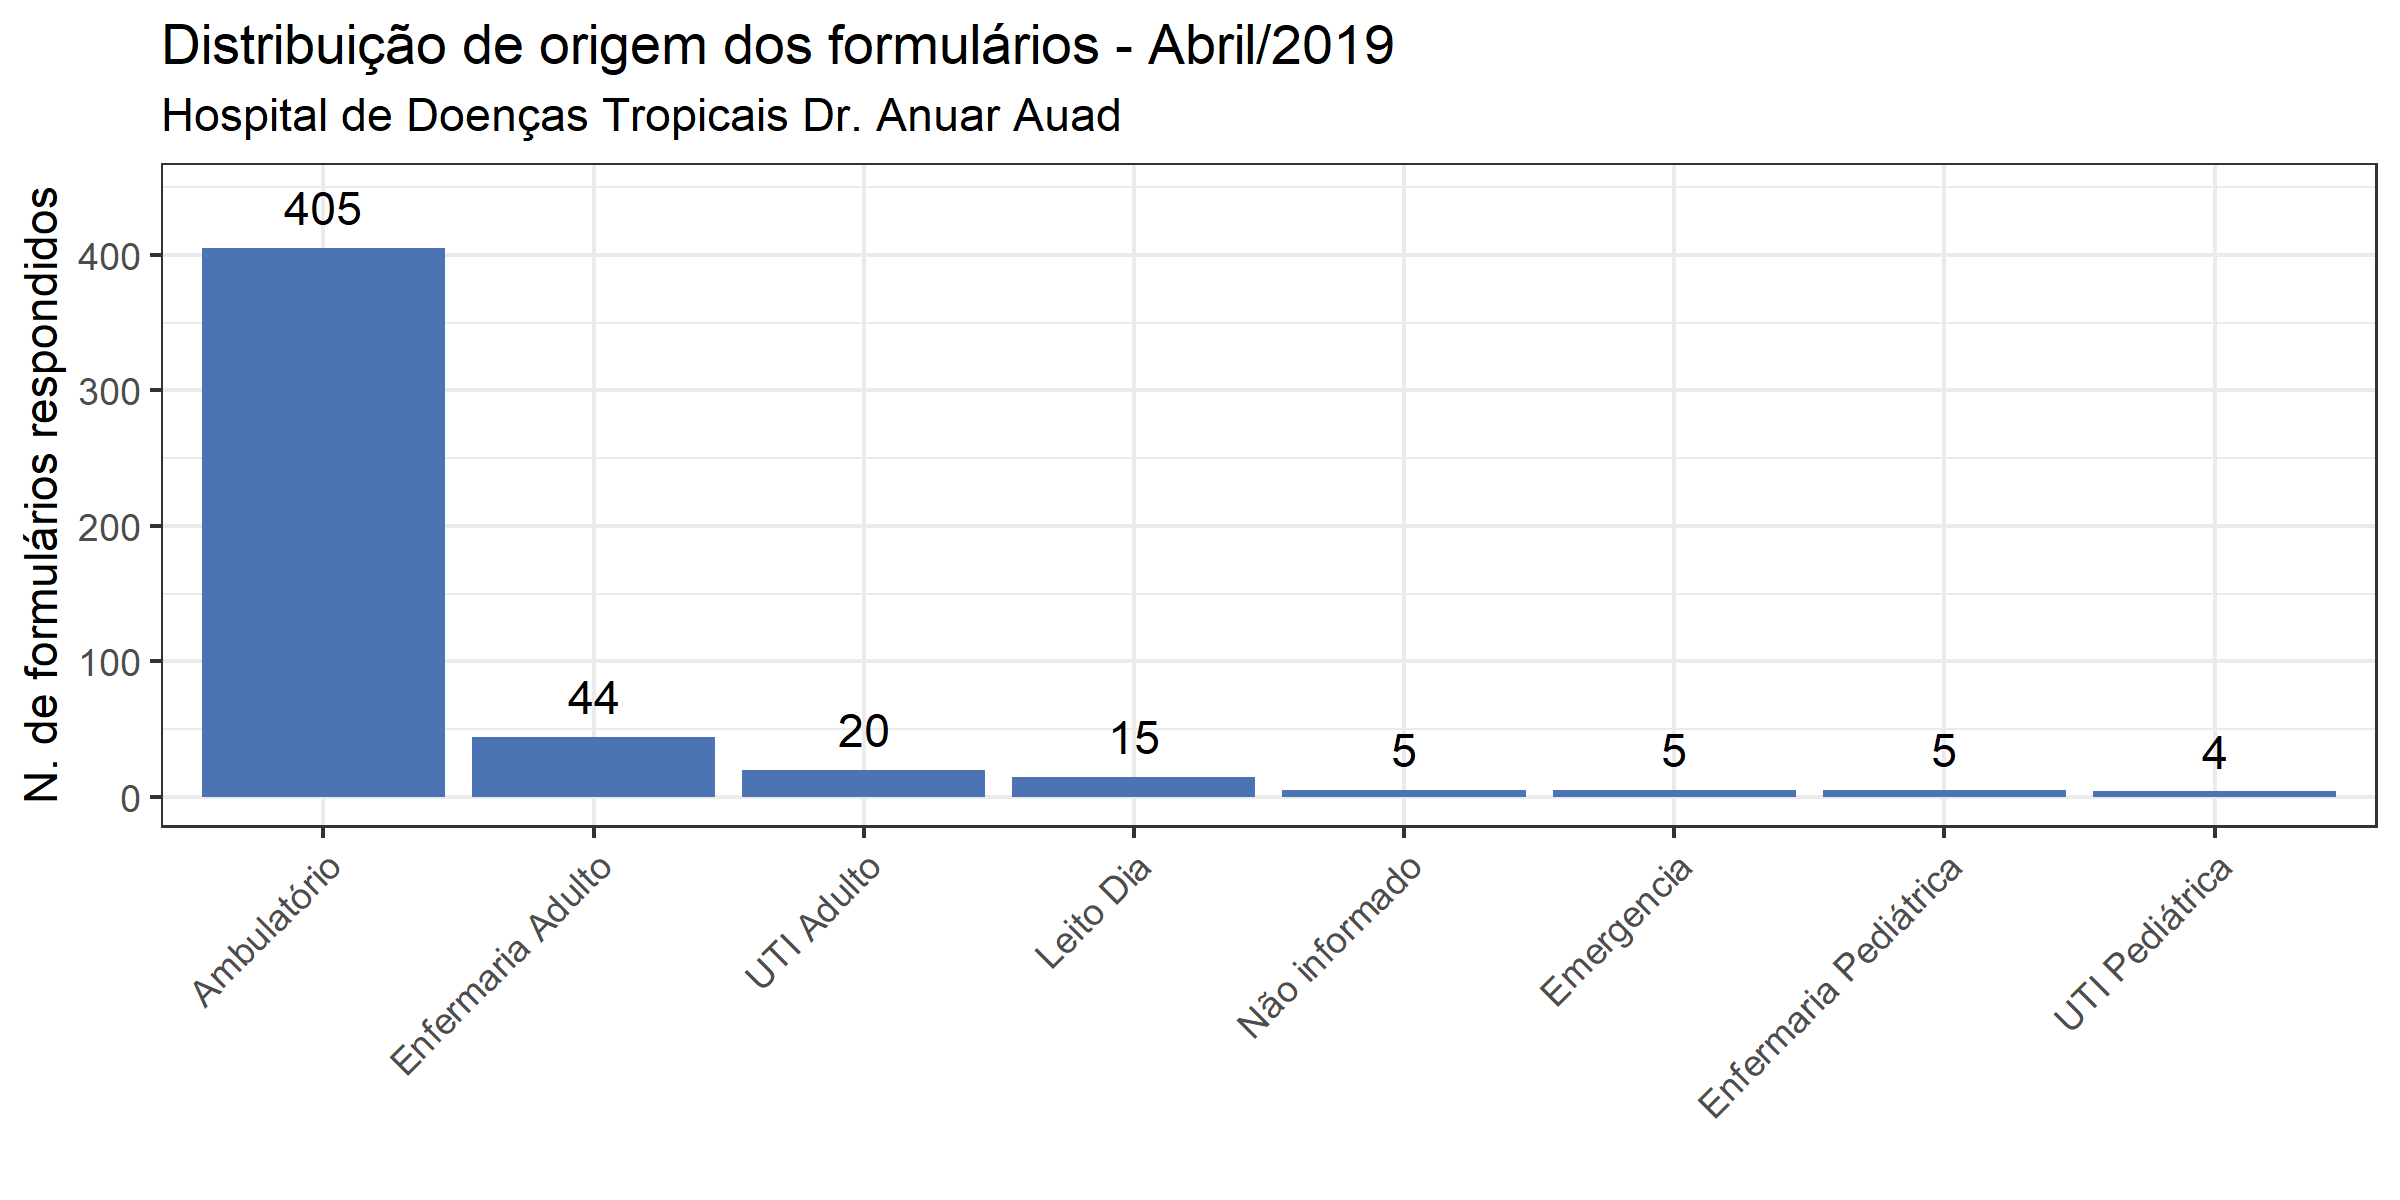 Distribuição de origem dos formulários - Abril/2019
Hospital de Doenças Tropicais Dr. Anuar Auad
N. de formulários respondidos
400
300
200
100
0
405
44
20
15
5
5
5
4
Ambulatório
Enfermaria Adulto
UTI Adulto
Leito Dia
Não informado
Emergencia
Enfermaria Pediátrica
UTI Pediátrica